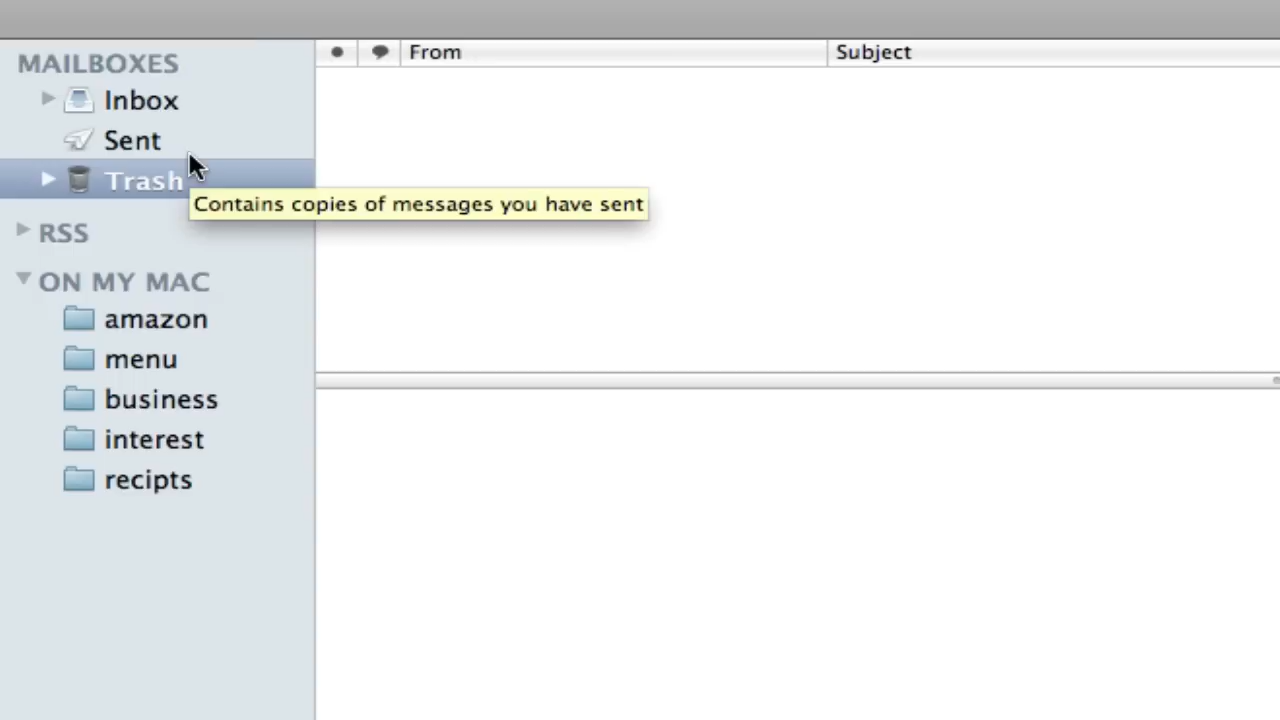 MAILBOXES
Inbox
Sent
Trash
RSS
ON MY MAC
amazon
menu
business
interest
recipts
From Subject
Contains copies of messages you have sent